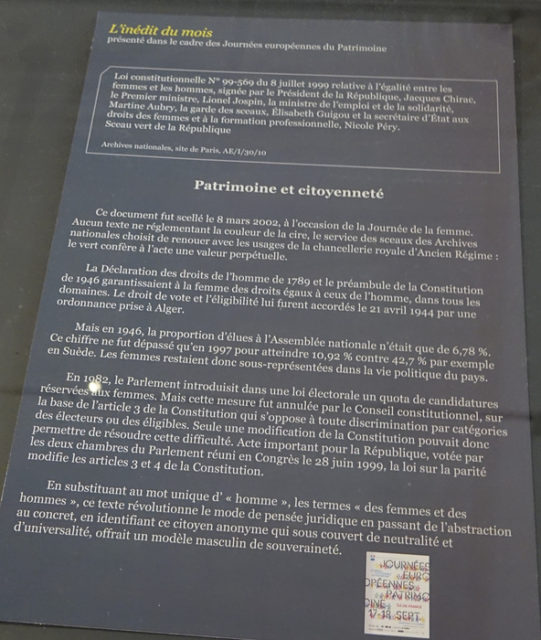 L'inédit du mois
présenté dans le cadre des Journées européennes du Patrimoine
Loi constitutionnelle N° 99-569 du 8 juillet 1999 relative à l'égalité entre les
femmes et les hommes, signée par le Président de la République, Jacques Chirac,
le Premier ministre, Lionel Jospin, la ministre de l'emploi et de la solidarité,
Martine Aubry, la garde des sceaux, Élisabeth Guigou et la secrétaire d'État aux
droits des femmes et à la formation professionnelle, Nicole Péry.
Sceau vert de la République
Archives nationales, site de Paris, AE/I/30/10
Patrimoine et citoyenneté
Ce document fut scellé le 8 mars 2002, à l'occasion de la Journée de la femme.
Aucun texte ne réglementant la couleur de la cire, le service des sceaux des Archives
nationales choisit de renouer avec les usages de la chancellerie royale d'Ancien Régime :
le vert confère à l'acte une valeur perpétuelle.
La Déclaration des droits de l'homme de 1789 et le préambule de la Constitution
de 1946 garantissaient à la femme des droits égaux à ceux de l'homme, dans tous les
domaines. Le droit de vote et l'éligibilité lui furent accordés le 21 avril 1944 par une
ordonnance prise à Alger.
Mais en 1946, la proportion d'élues à l'Assemblée nationale n'était que de 6,78 %.
Ce chiffre ne fut dépassé qu'en 1997 pour atteindre 10,92 % contre 42,7 % par exemple
en Suède. Les femmes restaient donc sous-représentées dans la vie politique du pays.
En 1982, le Parlement introduisit dans une loi électorale un quota de candidatures
réservées aux femmes. Mais cette mesure fut annulée par le Conseil constitutionnel, sur
la base de l'article 3 de la Constitution qui s'oppose à toute discrimination par catégories
des électeurs ou des éligibles. Seule une modification de la Constitution pouvait donc
permettre de résoudre cette difficulté. Acte important pour la République, votée par
les deux chambres du Parlement réuni en Congrès le 28 juin 1999, la loi sur la parité
modifie les articles 3 et 4 de la Constitution.
En substituant au mot unique d' « homme », les termes « des femmes et des
hommes », ce texte révolutionne le mode de pensée juridique en passant de l'abstraction
au concret, en identifiant ce citoyen anonyme qui sous couvert de neutralité et
d'universalité, offrait un modèle masculin de souveraineté.
JOURNÉES
EURO
PÉENNES
PATRIMO
INE
17-18 SEPT.